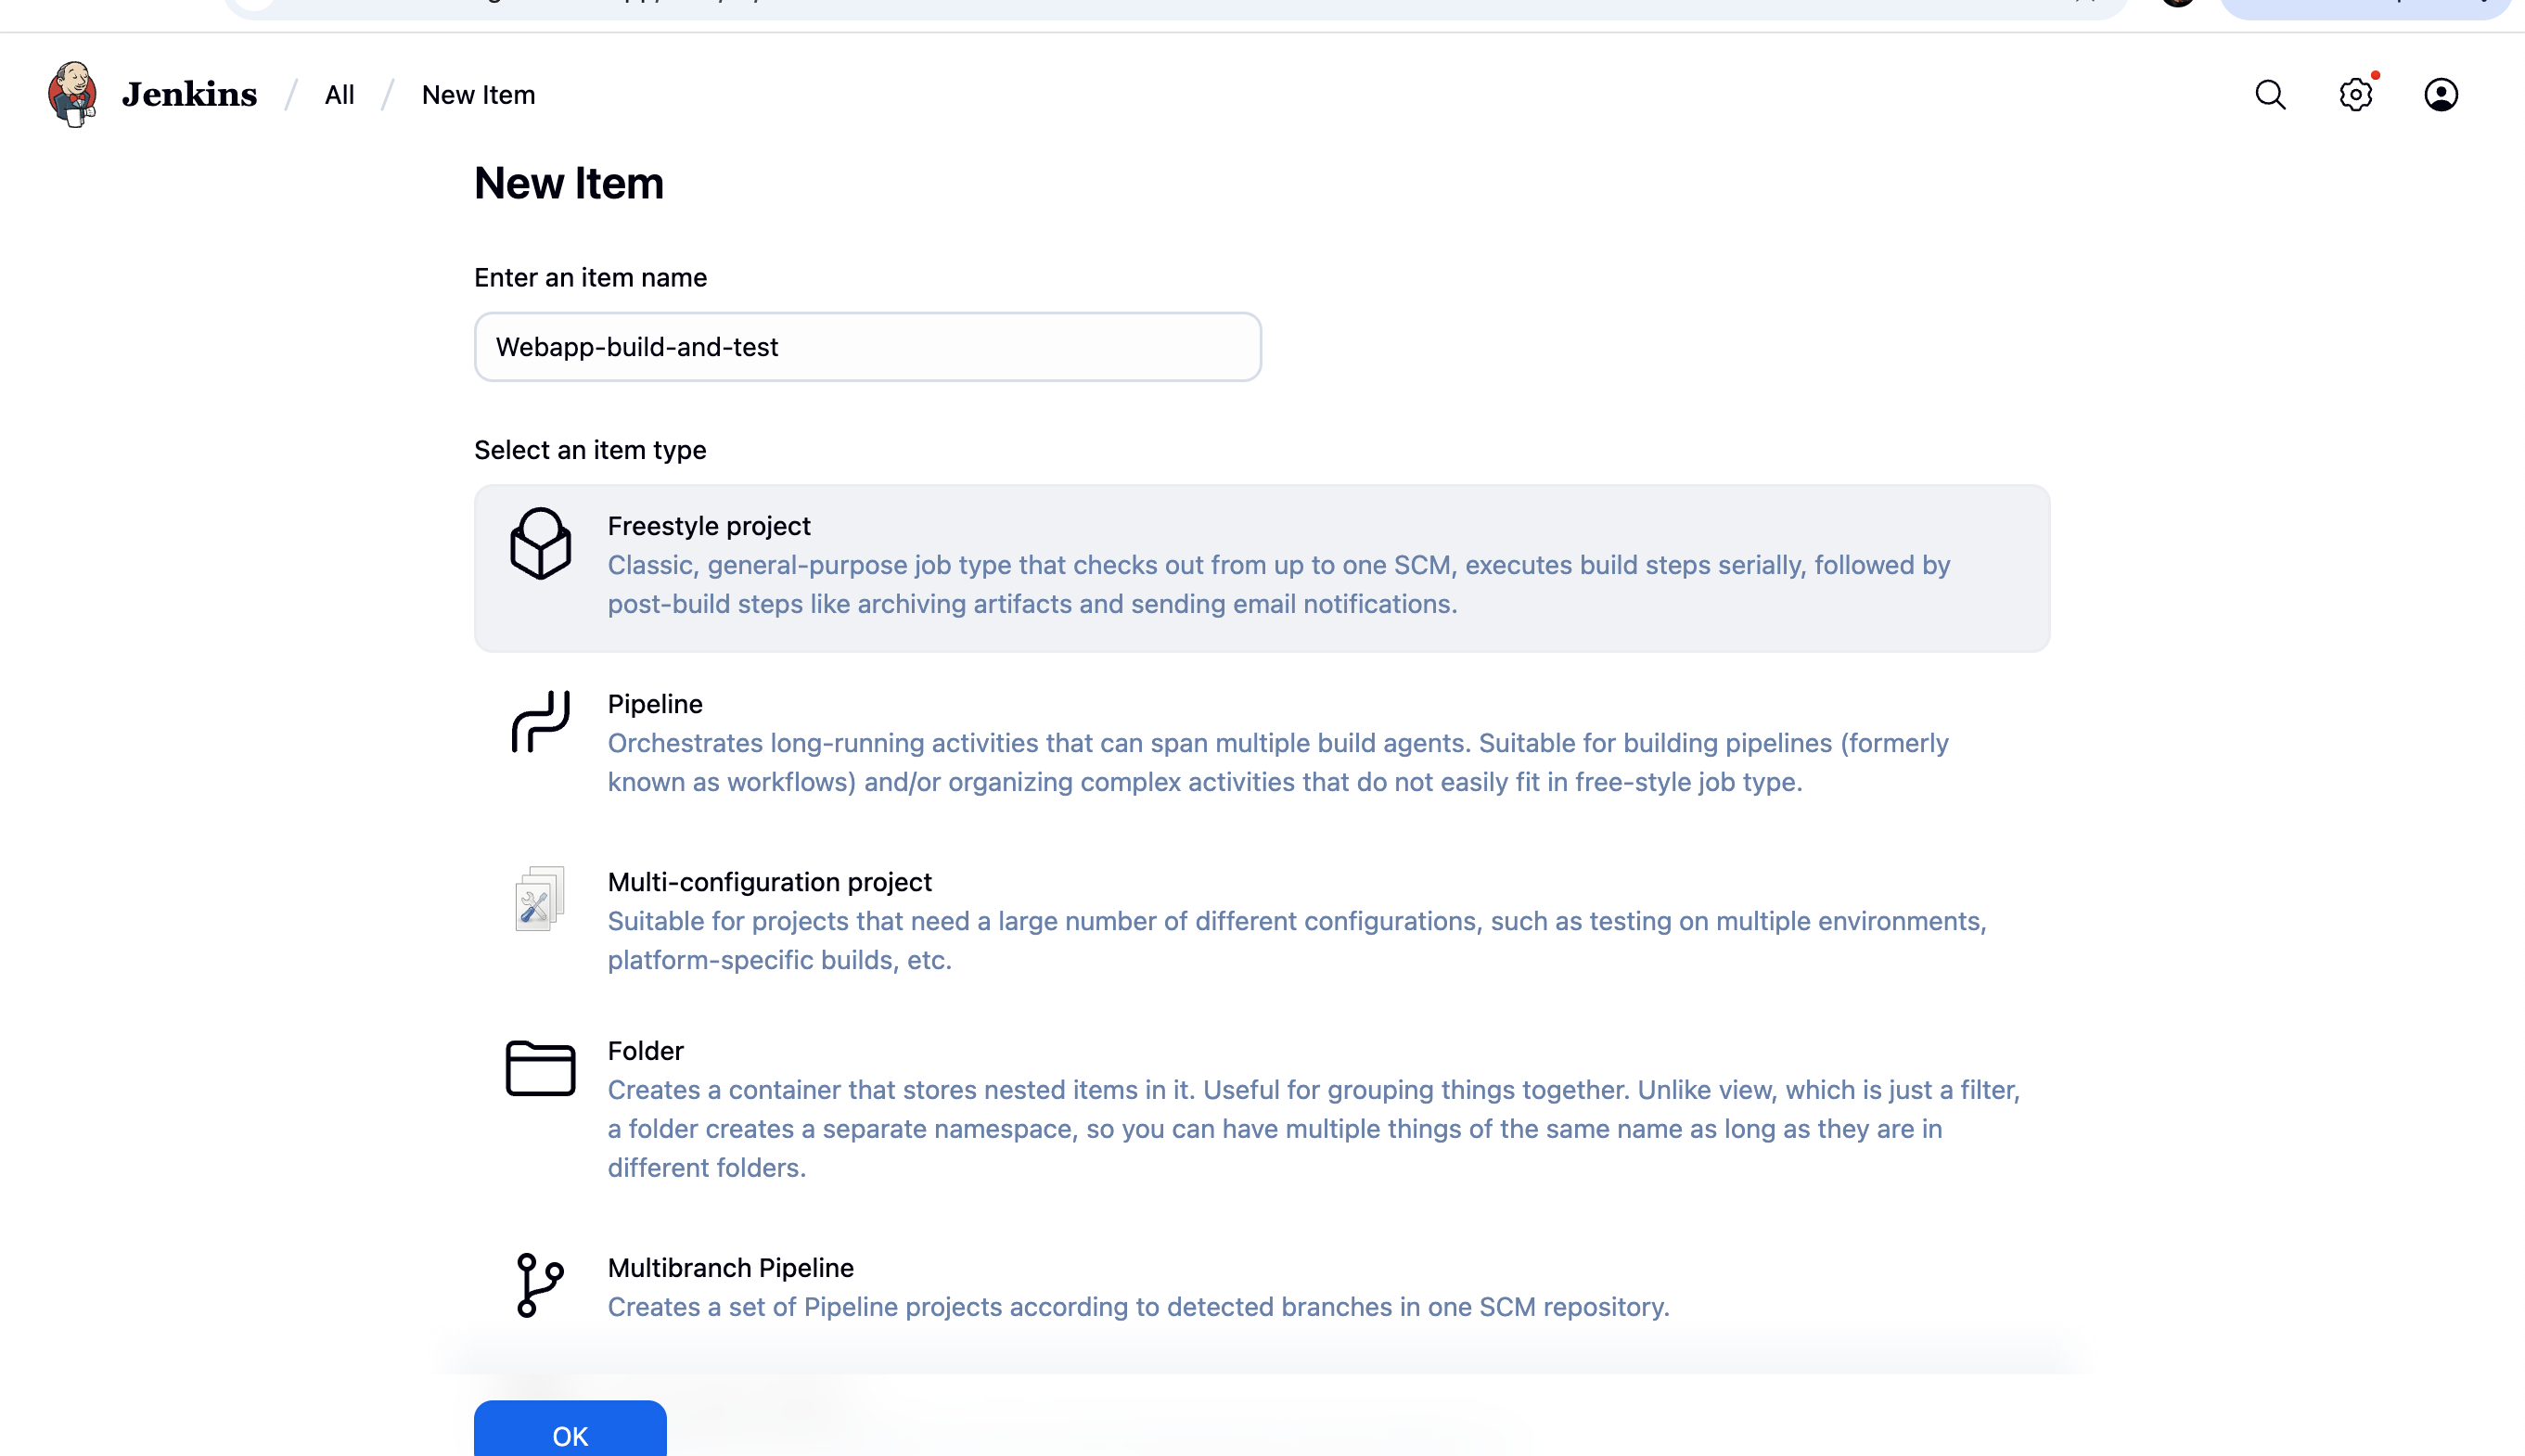 Jenkins / All / New Item
New Item
Enter an item name
Webapp-build-and-test
Select an item type
Freestyle project
Classic, general-purpose job type that checks out from up to one SCM, executes build steps serially, followed by
post-build steps like archiving artifacts and sending email notifications.
Pipeline
Orchestrates long-running activities that can span multiple build agents. Suitable for building pipelines (formerly
known as workflows) and/or organizing complex activities that do not easily fit in free-style job type.
Multi-configuration project
Suitable for projects that need a large number of different configurations, such as testing on multiple environments,
platform-specific builds, etc.
Folder
Creates a container that stores nested items in it. Useful for grouping things together. Unlike view, which is just a filter,
a folder creates a separate namespace, so you can have multiple things of the same name as long as they are in
different folders.
Multibranch Pipeline
Creates a set of Pipeline projects according to detected branches in one SCM repository.
OK